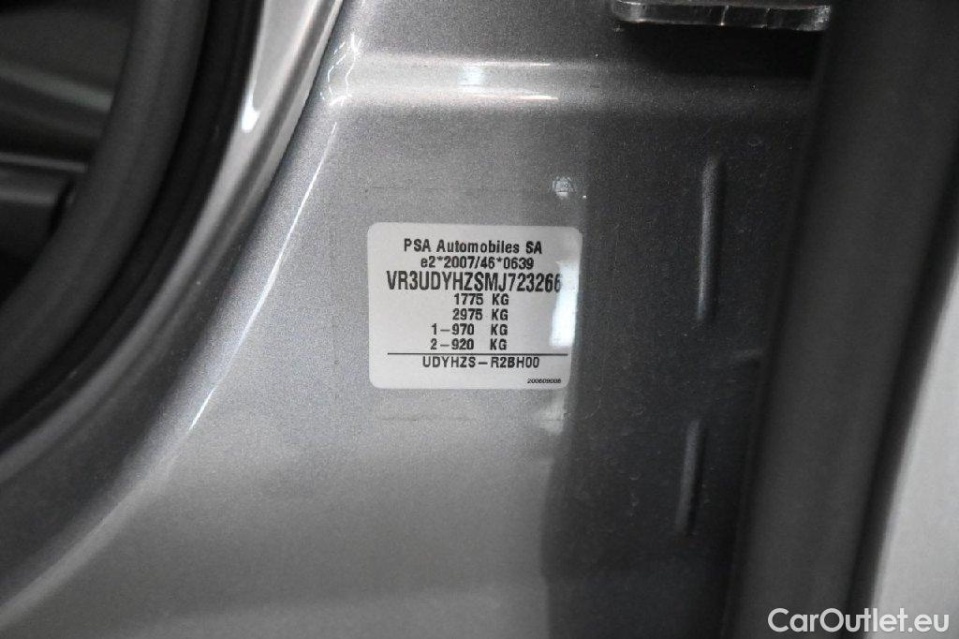 PSA Automobiles SA
e2*2007/46*0639
VR3UDYHZSMJ723266
1775 KG
2975 KG
1-970 KG
2-920 KG
UDYHZS-R2BH00
CarOutlet.eu